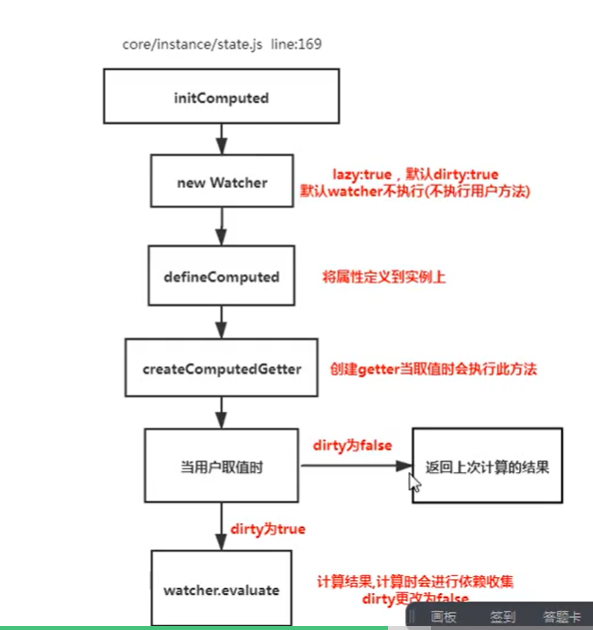 core/instance/state.js line:169
initComputed
new Watcher
lazy:true，默认dirty:true
默认watcher不执行(不执行用户方法)
defineComputed
将属性定义到实例上
createComputedGetter
创建getter当取值时会执行此方法
当用户取值时
dirty为false
返回上次计算的结果
dirty为true
watcher.evaluate
计算结果,计算时会进行依赖收集
dirty更改为false
画板 签到 答题卡